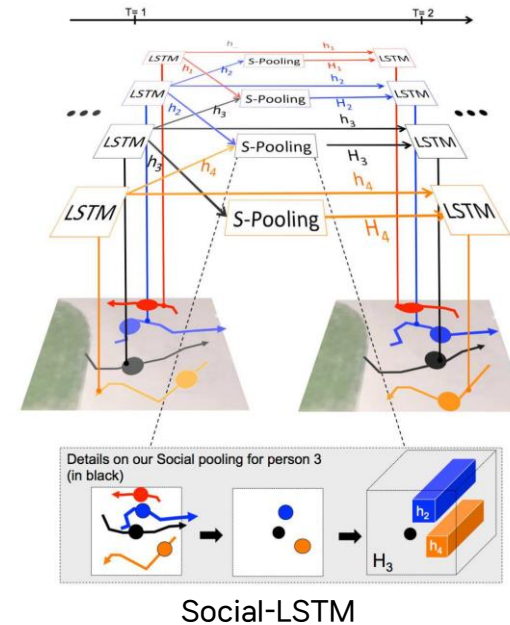 T= 1
T= 2
h_
h₁
LSTM
h₁
h₂
S-Pooling
H₁
LSTM
h₂
LSTM
h₂
h₃
S-Pooling
H₂
LSTM
h₃
LSTM
h₃
h₄
S-Pooling
H₃
LSTM
h₄
LSTM
S-Pooling
H₄
LSTM
Details on our Social pooling for person 3
(in black)
h₂
h₄
H₃
Social-LSTM